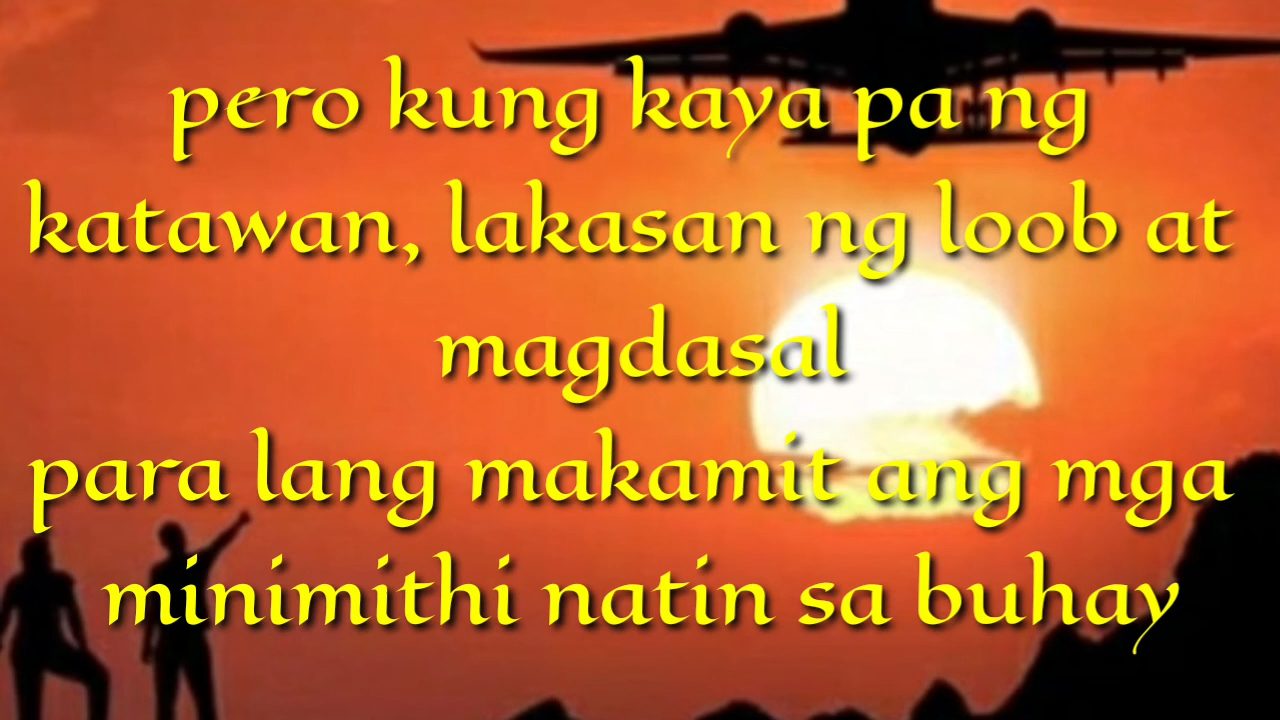 pero kung kaya pa ng
katawan, lakasan ng loob at
magdasal
para lang makamit ang mga
minimithi natin sa buhay